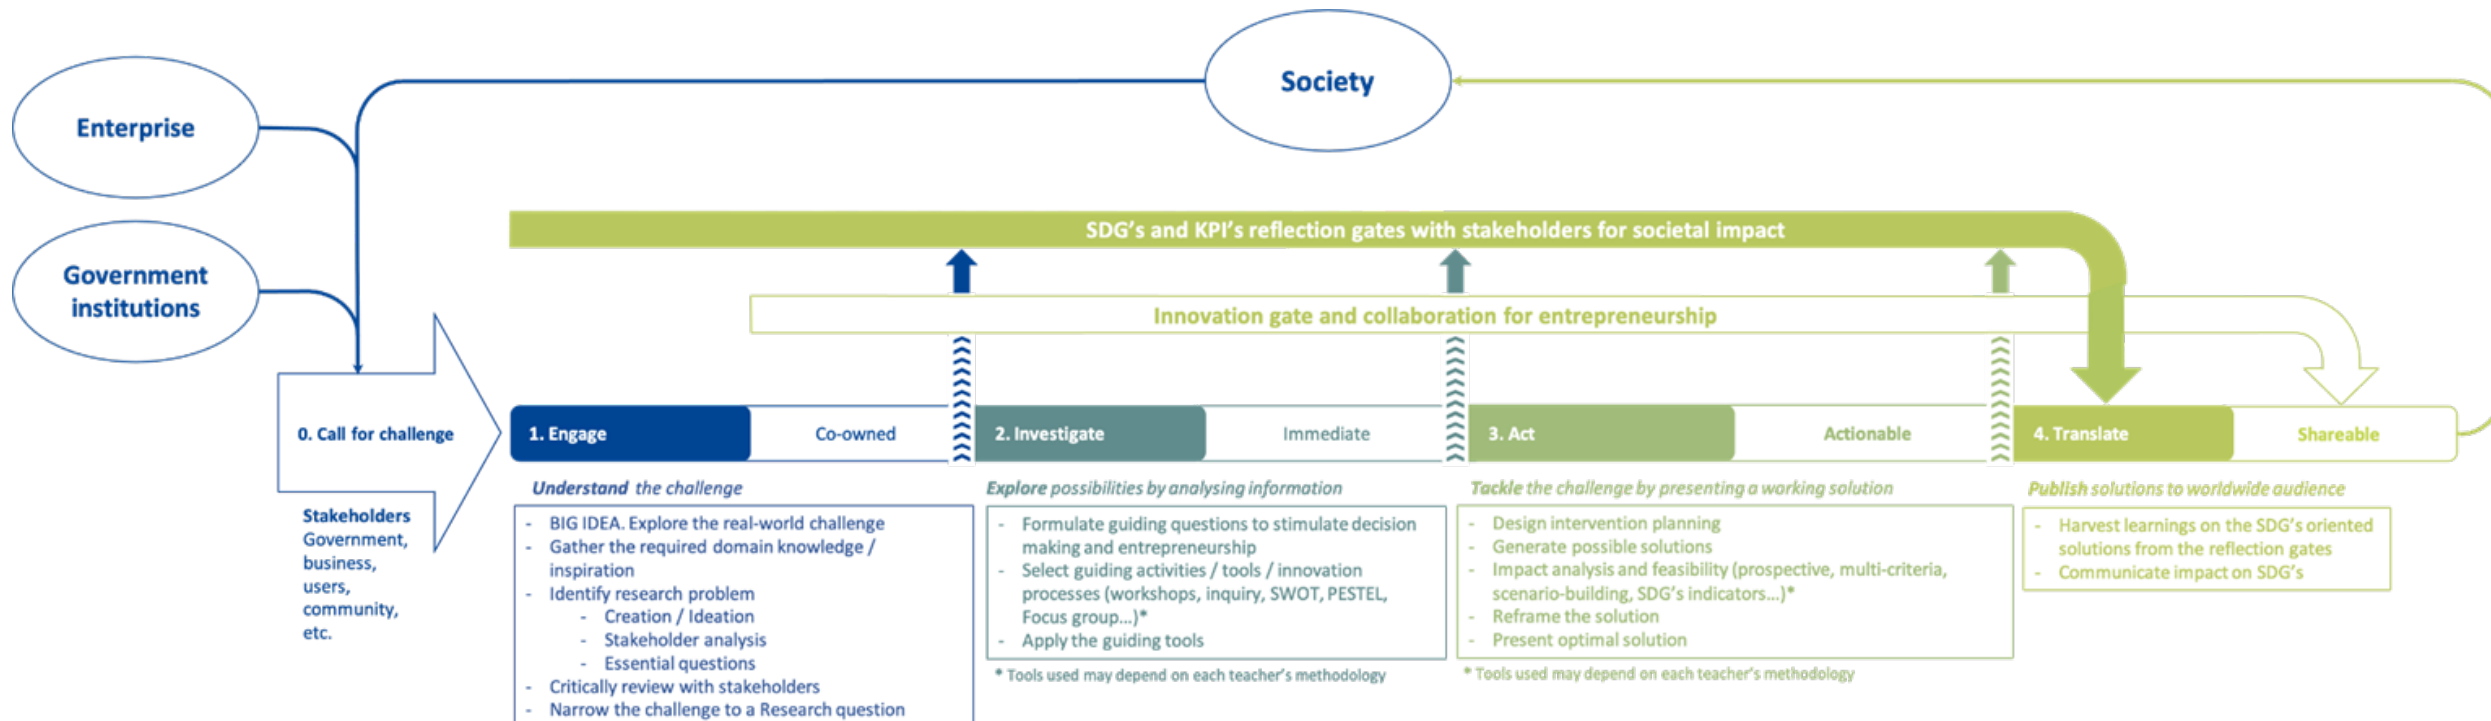 Society
Enterprise
Government
institutions
SDG's and KPI's reflection gates with stakeholders for societal impact
Innovation gate and collaboration for entrepreneurship
0. Call for challenge
1. Engage
Co-owned
2. Investigate
Immediate
3. Act
Actionable
4. Translate
Shareable
Stakeholders
Government,
business,
users,
community,
etc.
Understand the challenge
- BIG IDEA. Explore the real-world challenge
- Gather the required domain knowledge /
inspiration
- Identify research problem
- Creation / Ideation
- Stakeholder analysis
- Essential questions
- Critically review with stakeholders
- Narrow the challenge to a Research question
Explore possibilities by analysing information
- Formulate guiding questions to stimulate decision
making and entrepreneurship
- Select guiding activities / tools / innovation
processes (workshops, inquiry, SWOT, PESTEL,
Focus group...)*
- Apply the guiding tools
* Tools used may depend on each teacher's methodology
Tackle the challenge by presenting a working solution
- Design intervention planning
- Generate possible solutions
- Impact analysis and feasibility (prospective, multi-criteria,
scenario-building, SDG's indicators...)*
- Reframe the solution
- Present optimal solution
* Tools used may depend on each teacher's methodology
Publish solutions to worldwide audience
- Harvest learnings on the SDG's oriented
solutions from the reflection gates
- Communicate impact on SDG's